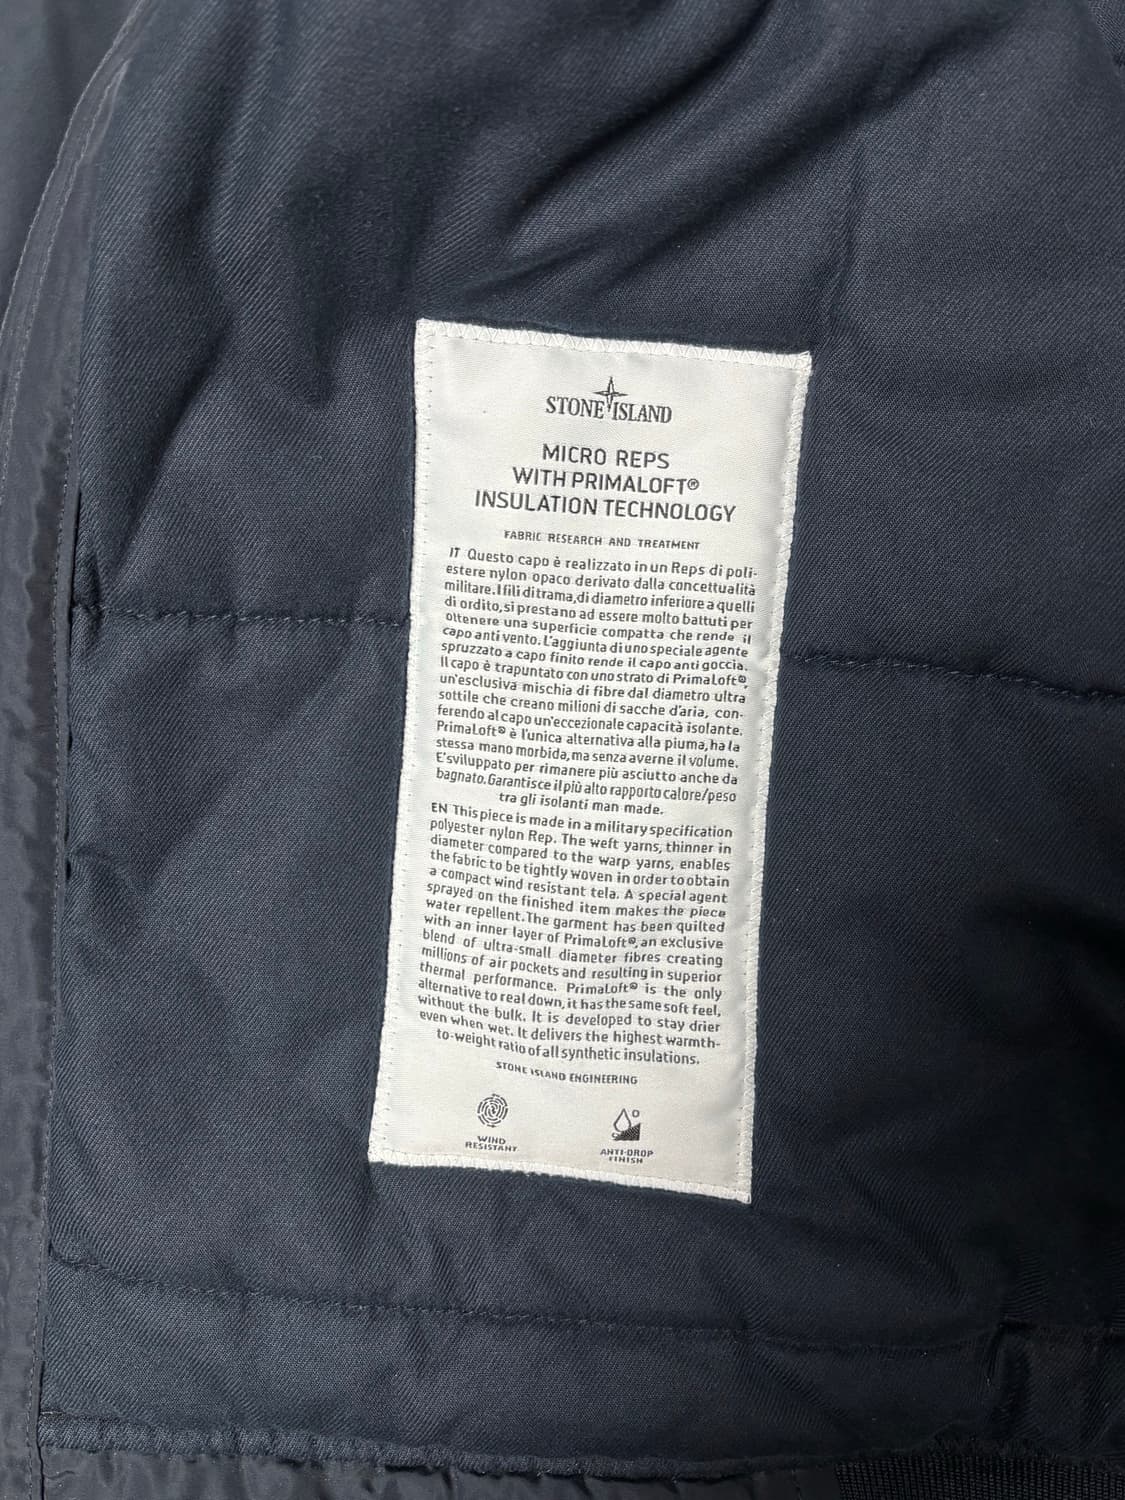 STONE ISLAND
MICRO REPS
WITH PRIMALOFT®
INSULATION TECHNOLOGY
FABRIC RESEARCH AND TREATMENT
IT Questo capo è realizzato in un Reps di poli-
estere nylon opaco derivato dalla concettualità
militare. I fili di trama, di diametro inferiore a quelli
di ordito, si prestano ad essere molto battuti per
ottenere una superficie compatta che rende il
capo anti vento. L'aggiunta di uno speciale agente
spruzzato a capo finito rende il capo anti goccia.
Il capo è trapuntato con uno strato di PrimaLoft®,
un'esclusiva mischia di fibre dal diametro ultra
sottile che creano milioni di sacche d'aria, con-
ferendo al capo un'eccezionale capacità isolante.
PrimaLoft® è l'unica alternativa alla piuma, ha la
stessa mano morbida, ma senza averne il volume.
E'sviluppato per rimanere più asciutto anche da
bagnato. Garantisce il più alto rapporto calore/peso
tra gli isolanti man made.
EN This piece is made in a military specification
polyester nylon Rep. The weft yarns, thinner in
diameter compared to the warp yarns, enables
the fabric to be tightly woven in order to obtain
a compact wind resistant tela. A special agent
sprayed on the finished item makes the piece
water repellent. The garment has been quilted
with an inner layer of PrimaLoft®, an exclusive
blend of ultra-small diameter fibres creating
millions of air pockets and resulting in superior
thermal performance. PrimaLoft® is the only
alternative to real down, it has the same soft feel,
without the bulk. It is developed to stay drier
even when wet. It delivers the highest warmth-
to-weight ratio of all synthetic insulations.
STONE ISLAND ENGINEERING
WIND
RESISTANT
ANTI-DROP
FINISH